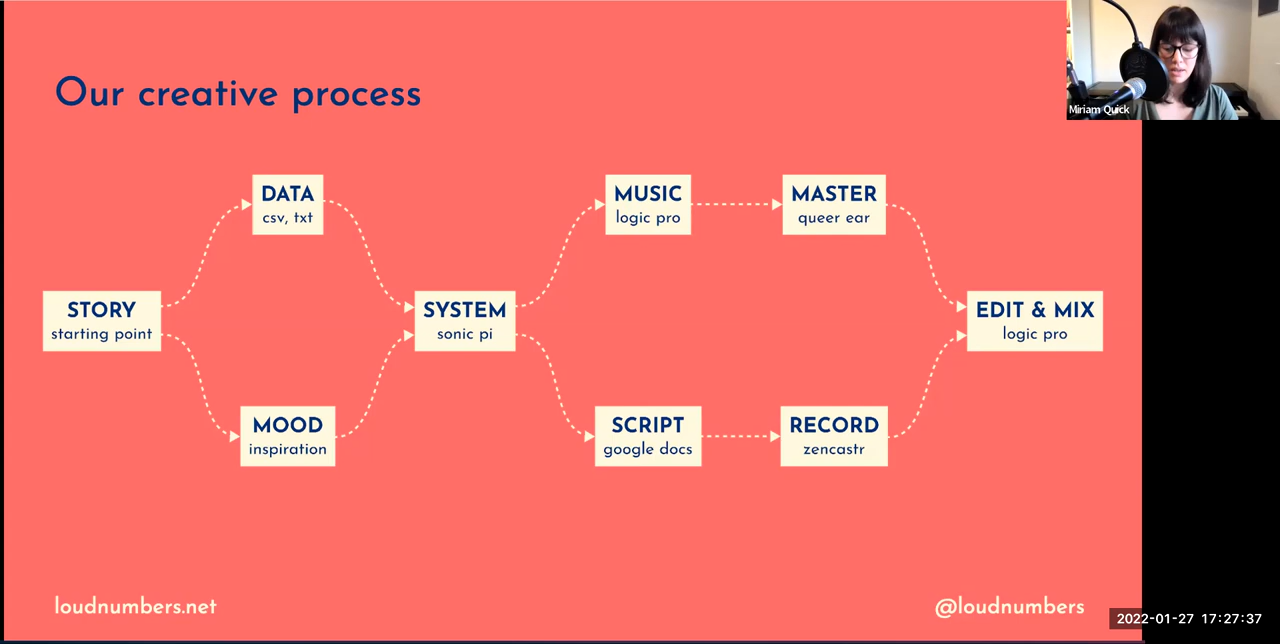 Our creative process
Miriam Quick
DATA
csv, txt
MUSIC
logic pro
MASTER
queer ear
STORY
starting point
SYSTEM
sonic pi
EDIT & MIX
logic pro
MOOD
inspiration
SCRIPT
google docs
RECORD
zencastr
loudnumbers.net
@loudnumbers
2022-01-27 17:27:37